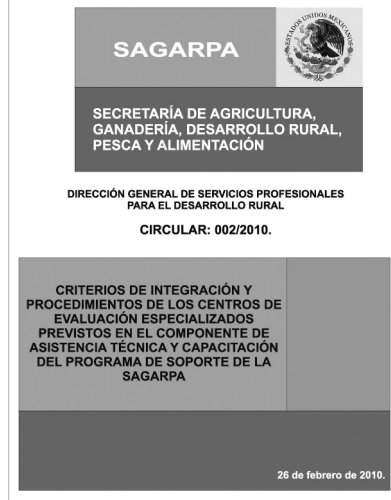 SAGARPA
ESTADOS UNIDOS MEXICANOS
SECRETARÍA DE AGRICULTURA,
GANADERÍA, DESARROLLO RURAL,
PESCA Y ALIMENTACIÓN
DIRECCIÓN GENERAL DE SERVICIOS PROFESIONALES
PARA EL DESARROLLO RURAL
CIRCULAR: 002/2010.
CRITERIOS DE INTEGRACIÓN Y
PROCEDIMIENTOS DE LOS CENTROS DE
EVALUACIÓN ESPECIALIZADOS
PREVISTOS EN EL COMPONENTE DE
ASISTENCIA TÉCNICA Y CAPACITACIÓN
DEL PROGRAMA DE SOPORTE DE LA
SAGARPA
26 de febrero de 2010.